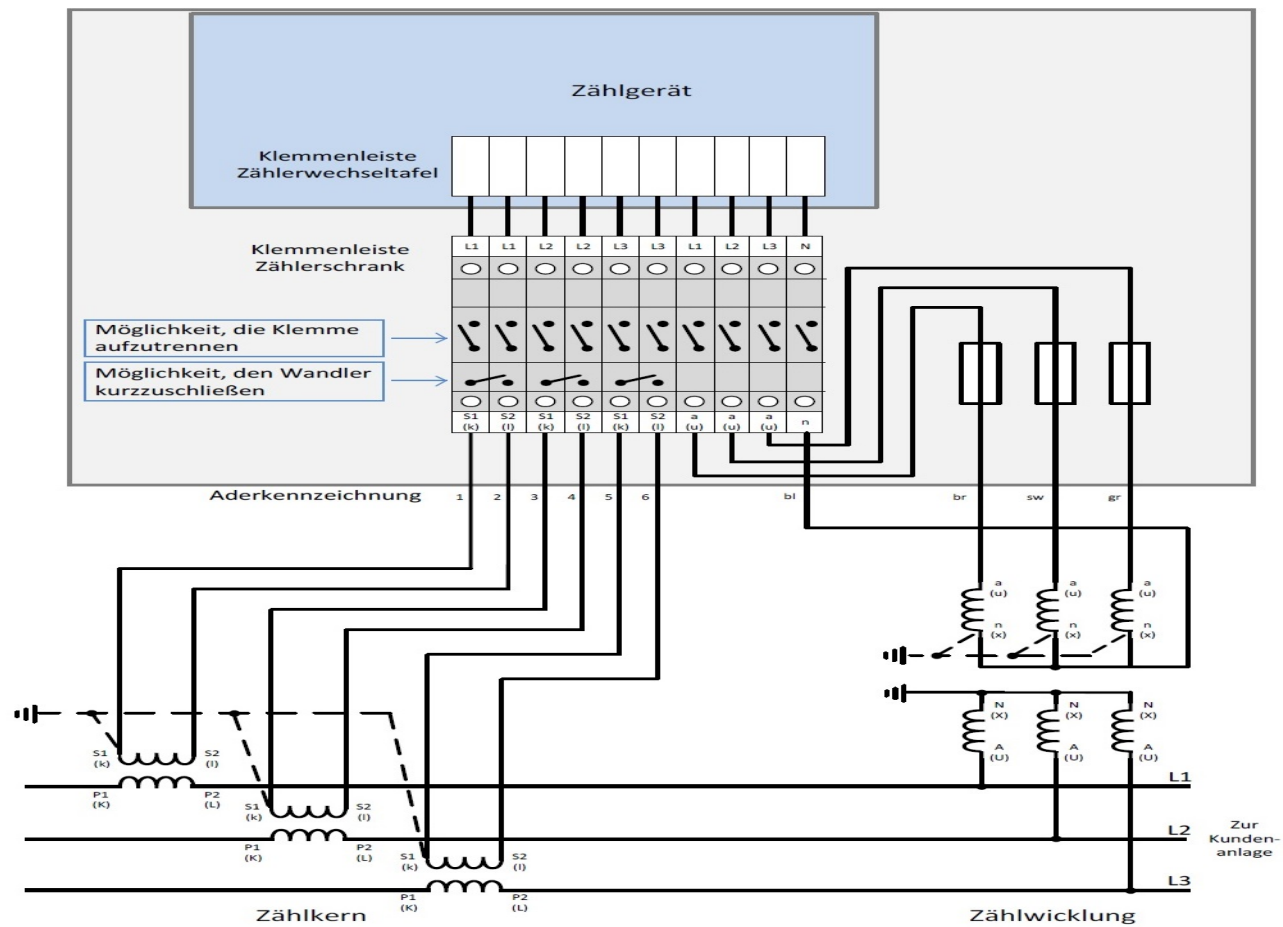 Zählgerät
Klemmenleiste
Zählerwechseltafel
Klemmenleiste
Zählerschrank
L1 L1 L2 L2 L3 L3 L1 L2 L3 N
Möglichkeit, die Klemme
aufzutrennen
Möglichkeit, den Wandler
kurzzuschließen
S1 S2 S1 S2 S1 S2 a a a n
(k) (l) (k) (l) (k) (l) (u) (u) (u)
Aderkennzeichnung 1 2 3 4 5 6 bl br sw gr
a a a
(u) (u) (u)
n n n
(x) (x) (x)
N N N
(X) (X) (X)
A A A
(U) (U) (U)
S1 S2
(k) (l)
P1 P2
(K) (L)
L1
S1 S2
(k) (l)
P1 P2
(K) (L)
L2
Zur
Kunden-
anlage
S1 S2
(k) (l)
P1 P2
(K) (L)
L3
Zählkern
Zählwicklung